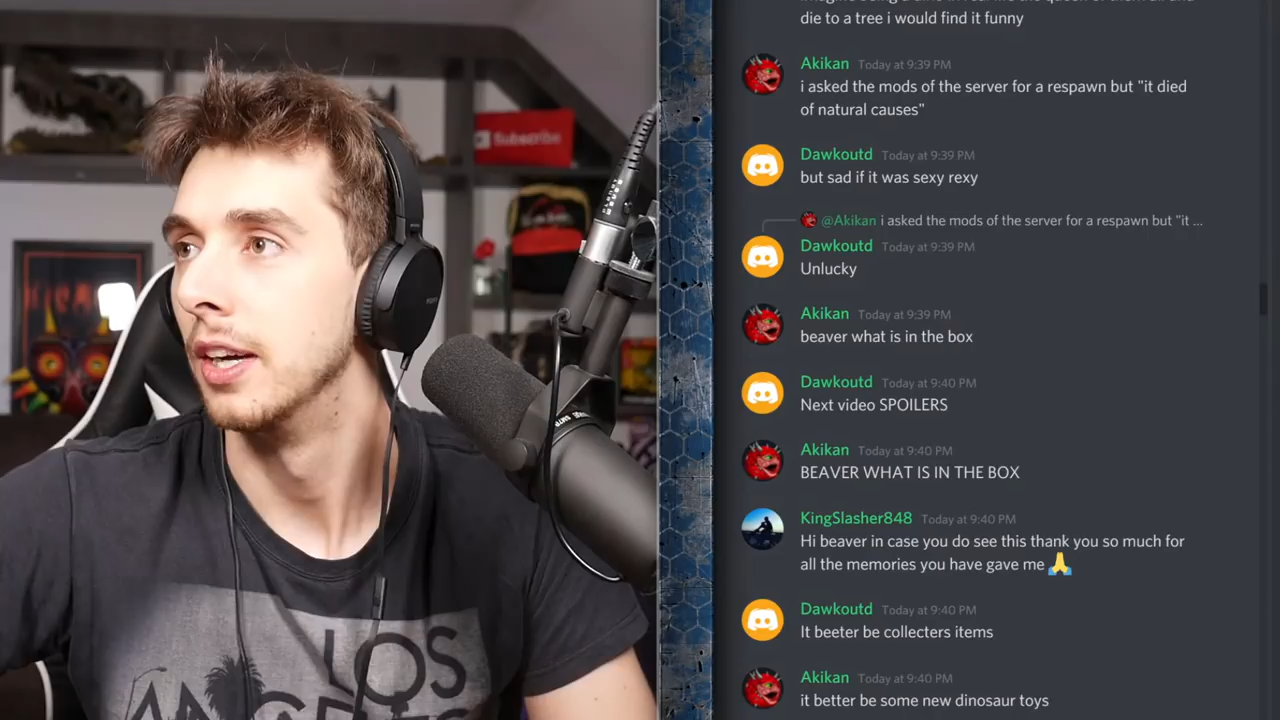 Subscribe
LOS
ANGELES
die to a tree i would find it funny
Akikan Today at 9:39 PM
i asked the mods of the server for a respawn but "it died
of natural causes"
Dawkoutd Today at 9:39 PM
but sad if it was sexy rexy
@Akikan i asked the mods of the server for a respawn but "it ...
Dawkoutd Today at 9:39 PM
Unlucky
Akikan Today at 9:39 PM
beaver what is in the box
Dawkoutd Today at 9:40 PM
Next video SPOILERS
Akikan Today at 9:40 PM
BEAVER WHAT IS IN THE BOX
KingSlasher848 Today at 9:40 PM
Hi beaver in case you do see this thank you so much for
all the memories you have gave me 🙏
Dawkoutd Today at 9:40 PM
It beeter be collecters items
Akikan Today at 9:40 PM
it better be some new dinosaur toys